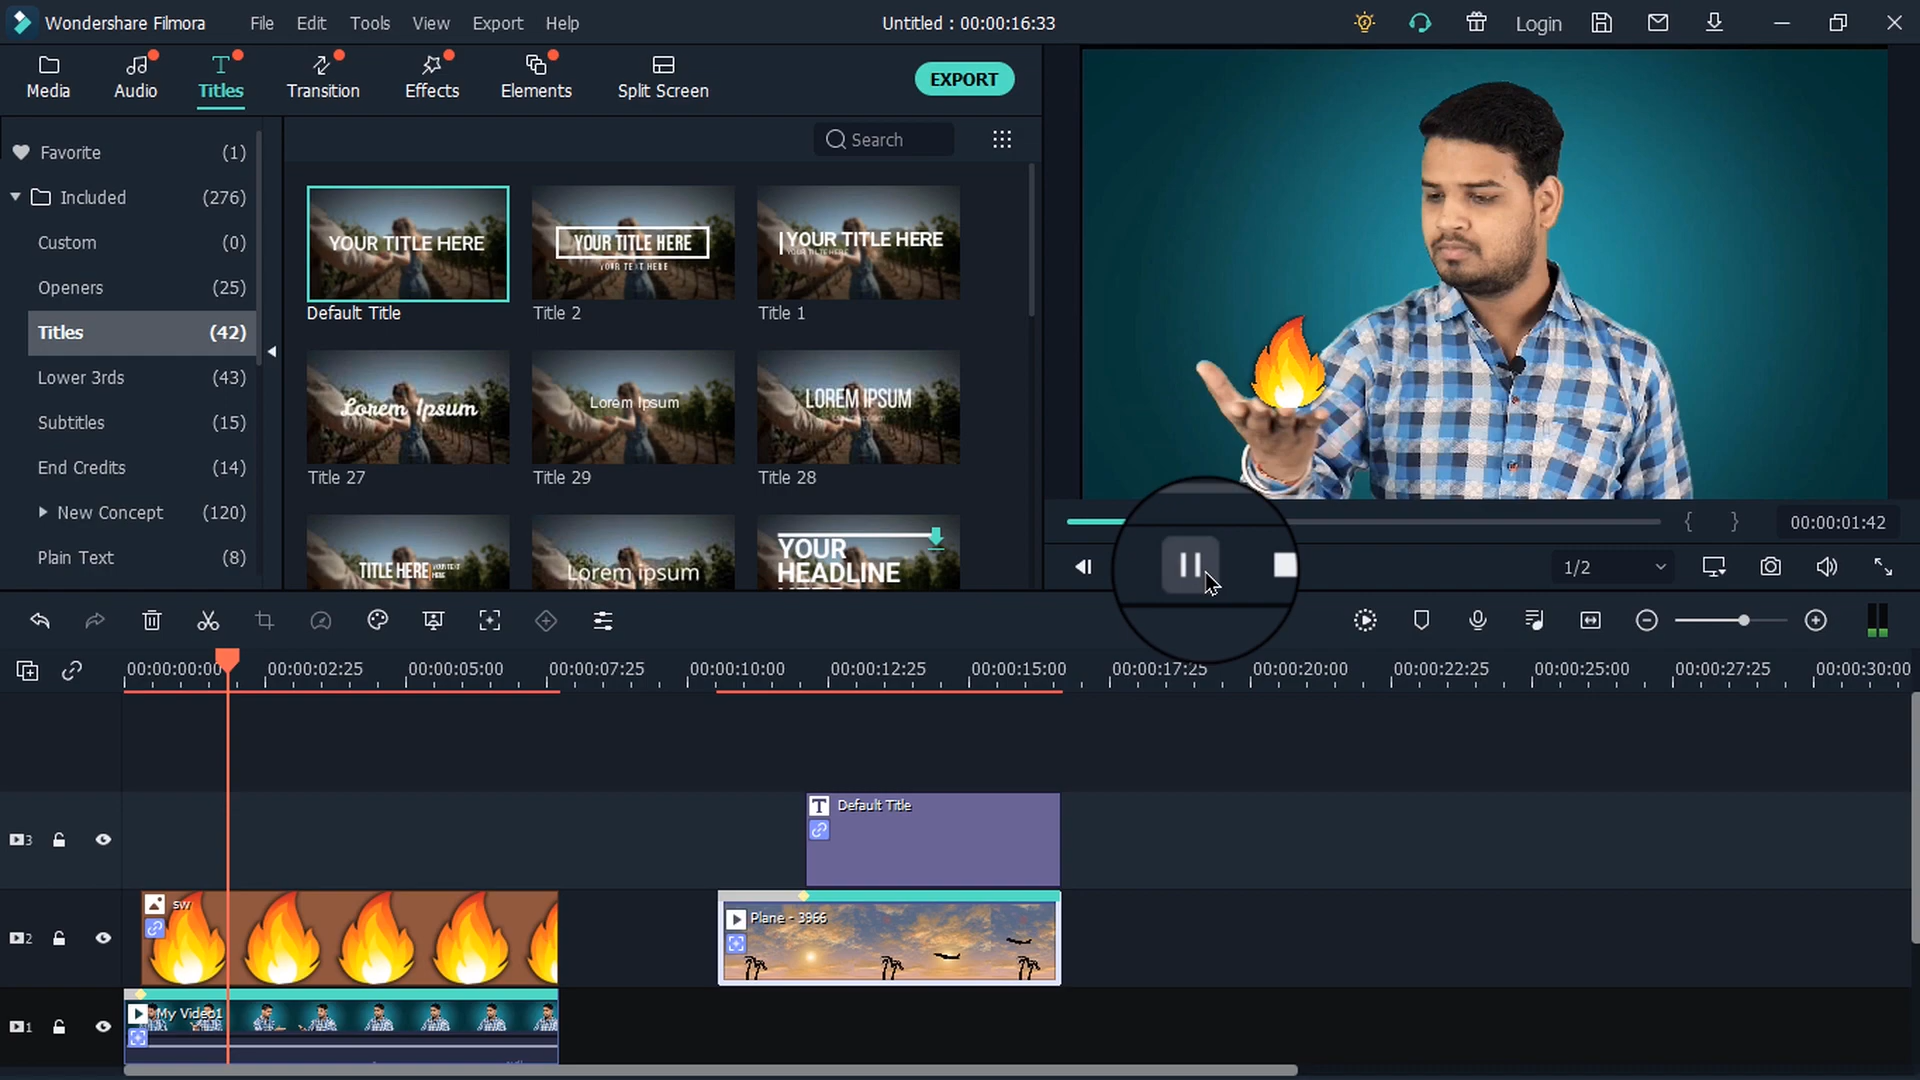 Wondershare Filmora File Edit Tools View Export Help Untitled : 00:00:16:33 Login
Media Audio Titles Transition Effects Elements Split Screen EXPORT
Search
Favorite (1)
Included (276)
Custom (0)
Openers (25)
Titles (42)
Lower 3rds (43)
Subtitles (15)
End Credits (14)
New Concept (120)
Plain Text (8)
YOUR TITLE HERE
Default Title
YOUR TITLE HERE
YOUR TEXT HERE
Title 2
YOUR TITLE HERE
Title 1
Lorem Ipsum
Title 27
Lorem Ipsum
Title 29
LOREM IPSUM
Title 28
TITLE HERE
Lorem ipsum
YOUR
HEADLINE
{ } 00:00:01:42
1/2
00:00:00:00 00:00:02:25 00:00:05:00 00:00:07:25 00:00:10:00 00:00:12:25 00:00:15:00 00:00:17:25 00:00:20:00 00:00:22:25 00:00:25:00 00:00:27:25 00:00:30:00
3
T Default Title
2
sw
Plane - 3966
1
My Video1